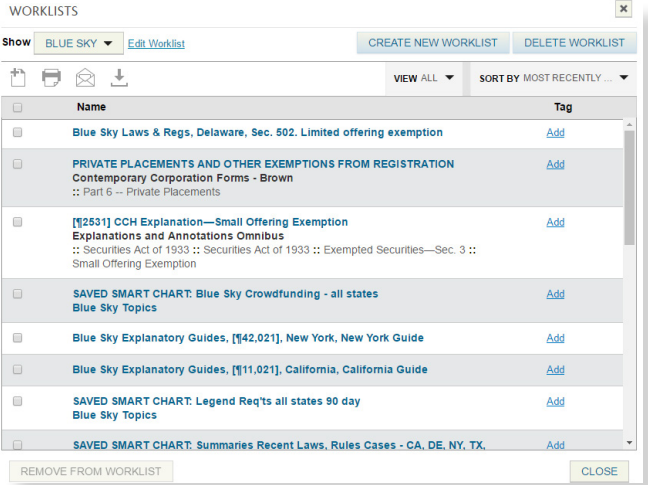 WORKLISTS
Show BLUE SKY Edit Worklist CREATE NEW WORKLIST DELETE WORKLIST
VIEW ALL SORT BY MOST RECENTLY ...
Name Tag
Blue Sky Laws & Regs, Delaware, Sec. 502. Limited offering exemption Add
PRIVATE PLACEMENTS AND OTHER EXEMPTIONS FROM REGISTRATION Add
Contemporary Corporation Forms - Brown
:: Part 6 -- Private Placements
[¶2531] CCH Explanation—Small Offering Exemption Add
Explanations and Annotations Omnibus
:: Securities Act of 1933 :: Securities Act of 1933 :: Exempted Securities—Sec. 3 ::
Small Offering Exemption
SAVED SMART CHART: Blue Sky Crowdfunding - all states Add
Blue Sky Topics
Blue Sky Explanatory Guides, [¶42,021], New York, New York Guide Add
Blue Sky Explanatory Guides, [¶11,021], California, California Guide Add
SAVED SMART CHART: Legend Req'ts all states 90 day Add
Blue Sky Topics
SAVED SMART CHART: Summaries Recent Laws, Rules Cases - CA, DE, NY, TX, Add
REMOVE FROM WORKLIST CLOSE